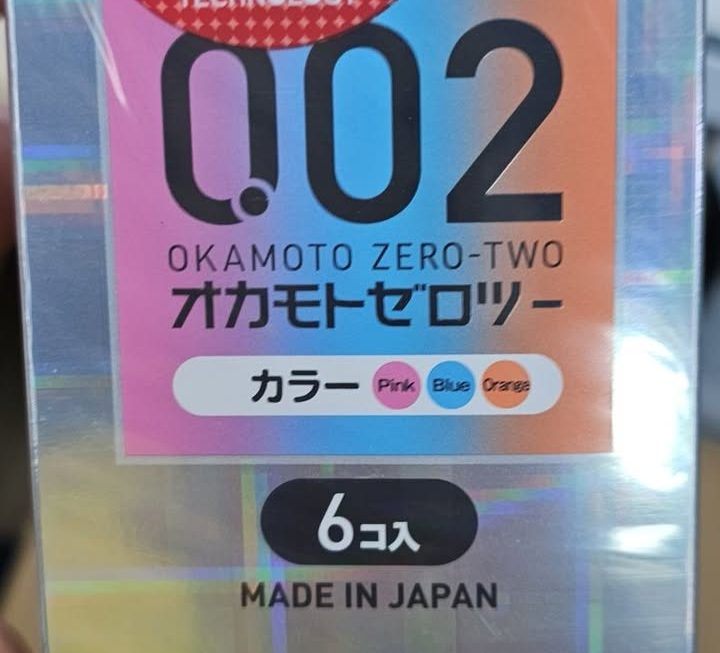 TECHNOLOGY
0.02
OKAMOTO ZERO-TWO
オカモトゼロツー
カラー Pink Blue Orange
6コ入
MADE IN JAPAN